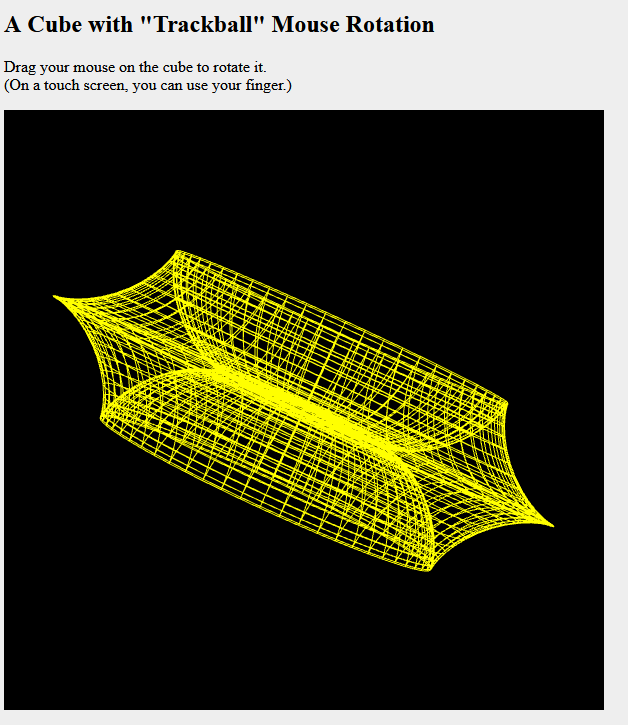 A Cube with "Trackball" Mouse Rotation
Drag your mouse on the cube to rotate it.
(On a touch screen, you can use your finger.)